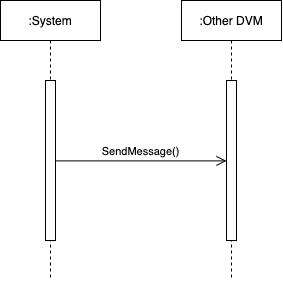 :System
:Other DVM
SendMessage()